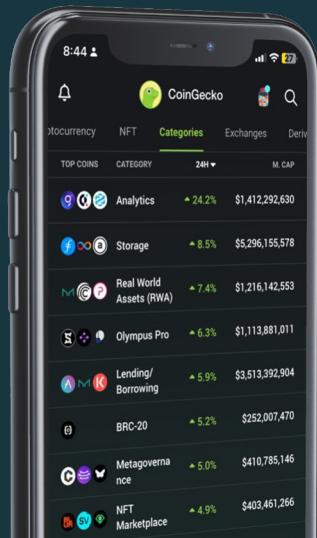 8:44
27
CoinGecko
ptocurrency NFT Categories Exchanges Deriv
TOP COINS CATEGORY 24H ▼ M. CAP
Analytics ▲ 24.2% $1,412,292,630
Storage ▲ 8.5% $5,296,155,578
Real World
Assets (RWA) ▲ 7.4% $1,216,142,553
Olympus Pro ▲ 6.3% $1,113,881,011
Lending/
Borrowing ▲ 5.9% $3,513,392,904
BRC-20 ▲ 5.2% $252,007,470
Metagoverna
nce ▲ 5.0% $410,785,146
NFT
Marketplace ▲ 4.9% $403,461,266
SV